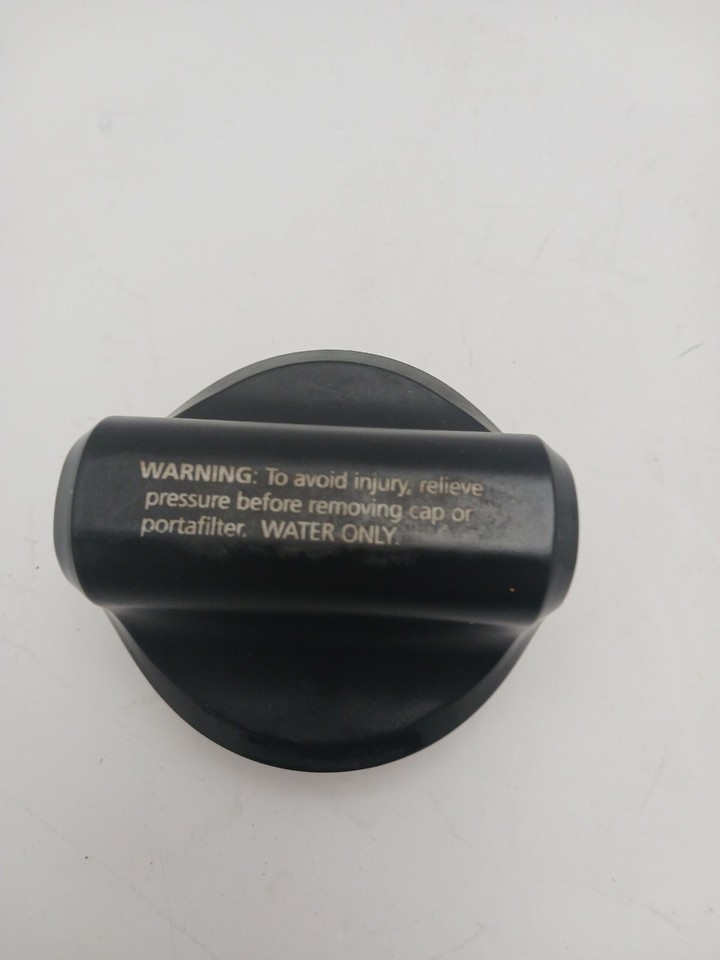 WARNING: To avoid injury, relieve
pressure before removing cap or
portafilter. WATER ONLY.